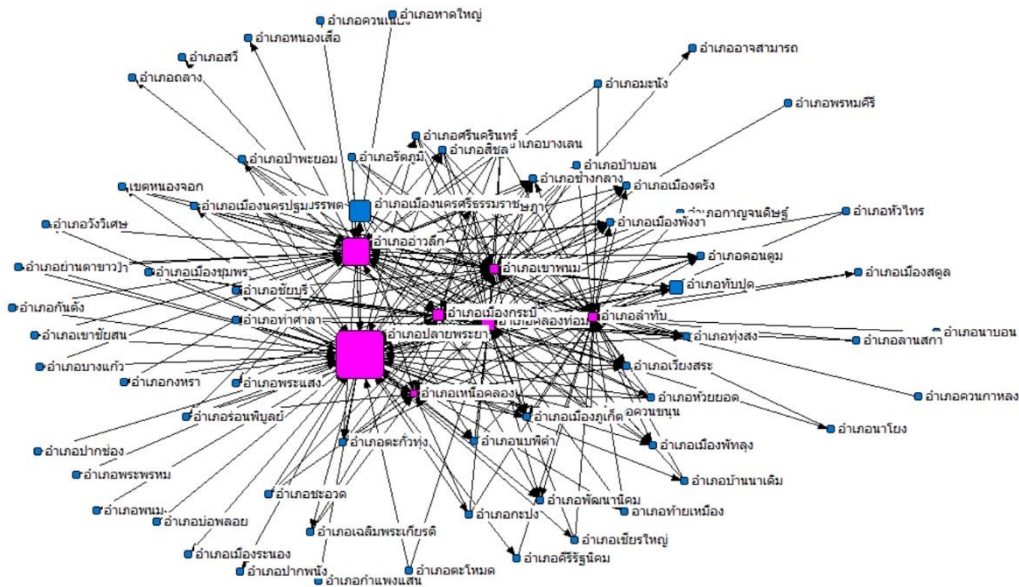 อำเภอควนเนียง
อำเภอหาดใหญ่
อำเภอหนองเสือ
อำเภออาจสามารถ
อำเภอสวี
อำเภอถลาง
อำเภอมะนัง
อำเภอพรหมคีรี
อำเภอศรีนครินทร์
อำเภอสิชล
อำเภอบางเลน
อำเภอป่าพะยอม
อำเภอรัตภูมิ
อำเภอป่าบอน
อำเภอช้างกลาง
เขตหนองจอก
อำเภอเมืองตรัง
อำเภอเมืองนครปฐม
อำเภอเมืองนครศรีธรรมราช
อำเภอกาญจนดิษฐ์
อำเภอหัวไทร
อำเภอวังวิเศษ
อำเภอเมืองพังงา
อำเภออ่าวลึก
อำเภอดอนตูม
อำเภอย่านตาขาว
อำเภอเมืองชุมพร
อำเภอเขาพนม
อำเภอเมืองสตูล
อำเภอชัยบุรี
อำเภอทับปุด
อำเภอกันตัง
อำเภอท่าศาลา
อำเภอเมืองกระบี่
อำเภอคลองท่อม
อำเภอลำทับ
อำเภอเขาชัยสน
อำเภอปลายพระยา
อำเภอทุ่งสง
อำเภอนาบอน
อำเภอลานสกา
อำเภอบางแก้ว
อำเภอเวียงสระ
อำเภอกงหรา
อำเภอพระแสง
อำเภอเหนือคลอง
อำเภอห้วยยอด
อำเภอควนกาหลง
อำเภอร่อนพิบูลย์
อำเภอเมืองภูเก็ต
อำเภอควนขนุน
อำเภอนาโยง
อำเภอตะกั่วทุ่ง
อำเภอนบพิตำ
อำเภอเมืองพัทลุง
อำเภอปากช่อง
อำเภอพระพรหม
อำเภอบ้านนาเดิม
อำเภอชะอวด
อำเภอพัฒนานิคม
อำเภอพนม
อำเภอกะปง
อำเภอท้ายเหมือง
อำเภอบ่อพลอย
อำเภอเฉลิมพระเกียรติ
อำเภอเชียรใหญ่
อำเภอเมืองระนอง
อำเภอคีรีรัฐนิคม
อำเภอปากพนัง
อำเภอตะโหมด
อำเภอกำแพงแสน